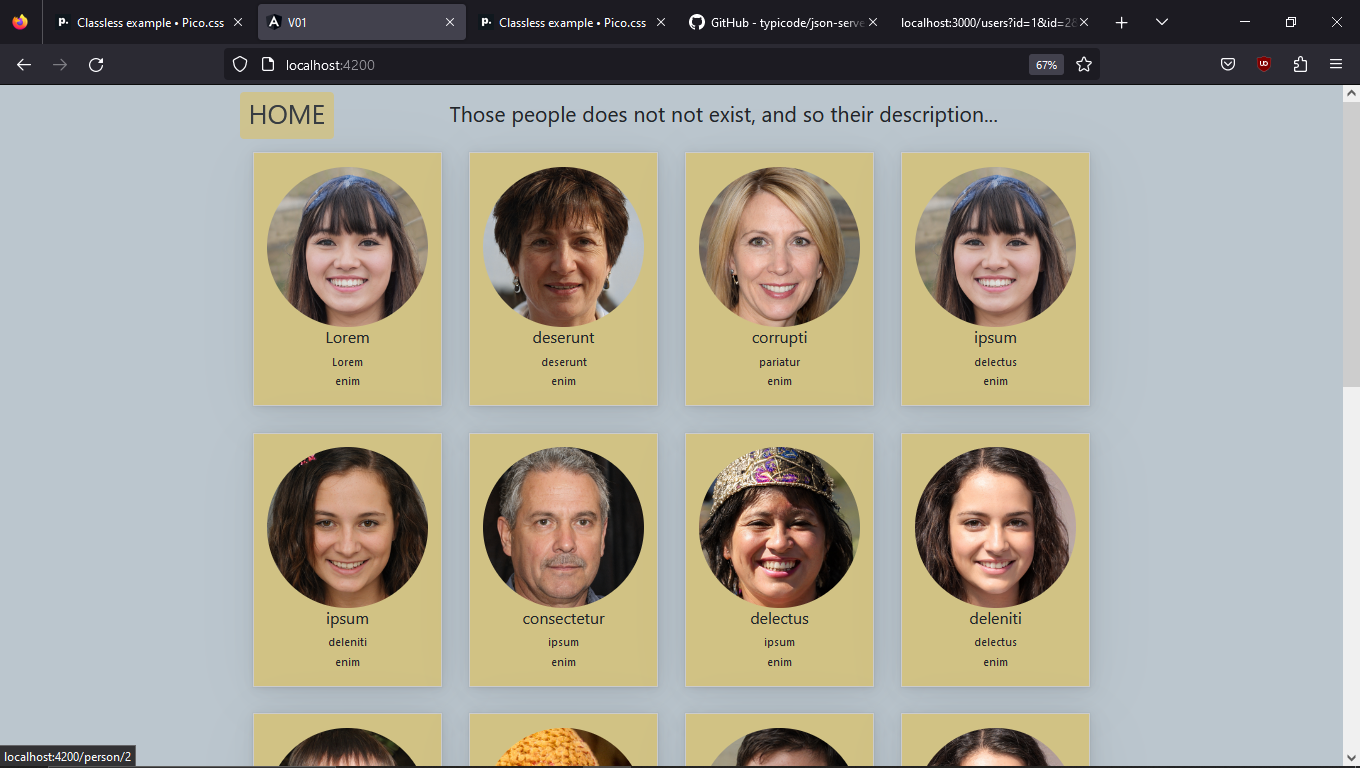 Classless example • Pico.css
V01
Classless example • Pico.css
GitHub - typicode/json-serve
localhost:3000/users?id=1&id=28
localhost:4200
67%
HOME
Those people does not not exist, and so their description...
Lorem
Lorem
enim
deserunt
deserunt
enim
corrupti
pariatur
enim
ipsum
delectus
enim
ipsum
deleniti
enim
consectetur
ipsum
enim
delectus
ipsum
enim
deleniti
delectus
enim
localhost:4200/person/2